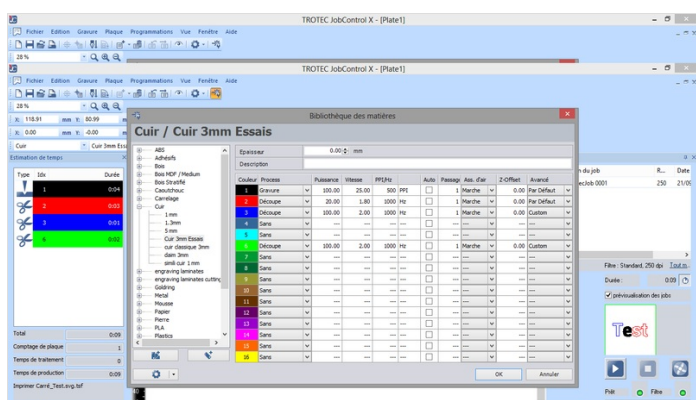 TROTEC JobControl X - [Plate1]
Fichier Edition Gravure Plaque Programmations Vue Fenêtre Aide
28 %
TROTEC JobControl X - [Plate1]
Fichier Edition Gravure Plaque Programmations Vue Fenêtre Aide
28 %
X: 118.91 mm Y: 80.99 mm
X: 0.00 mm Y: -0.00
Cuir Cuir 3mm Ess
Estimation de temps
Type Idx Durée
1 0:04
2 0:03
3 0:01
6 0:02
Total 0:09
Comptage de plaque 1
Temps de traitement 0
Temps de production 0:09
Imprimer Carré_Test.svg.tsf
Bibliothèque des matières
Cuir / Cuir 3mm Essais
ABS
Adhésifs
Bois
Bois MDF / Medium
Bois Stratifié
Caoutchouc
Carrelage
Cuir
1 mm
1.3mm
5 mm
Cuir 3mm Essais
cuir classique 3mm
daim 3mm
simili cuir 1 mm
engraving laminates
engraving laminates cutting
Goldring
Metal
Mousse
Papier
Pierre
PLA
Plastics
Epaisseur 0.00 mm
Description
Couleur Process Puissance Vitesse PPI/Hz Auto Passage Ass. d'air Z-Offset Avancé
1 Gravure 100.00 25.00 500 PPI 1 Marche 0.00 Par Défaut
2 Découpe 20.00 1.80 1000 Hz 1 Marche 0.00 Par Défaut
3 Découpe 100.00 2.00 1000 Hz 1 Marche 0.00 Custom
4 Sans --- --- --- --- --- --- --- ---
5 Sans --- --- --- --- --- --- --- ---
6 Découpe 100.00 2.00 1000 Hz 1 Marche 0.00 Custom
7 Sans --- --- --- --- --- --- --- ---
8 Sans --- --- --- --- --- --- --- ---
9 Sans --- --- --- --- --- --- --- ---
10 Sans --- --- --- --- --- --- --- ---
11 Sans --- --- --- --- --- --- --- ---
12 Sans --- --- --- --- --- --- --- ---
13 Sans --- --- --- --- --- --- --- ---
14 Sans --- --- --- --- --- --- --- ---
15 Sans --- --- --- --- --- --- --- ---
16 Sans --- --- --- --- --- --- --- ---
OK Annuler
n du job R... Date
ecJob 0001 250 21/09
Filtre : Standard, 250 dpi Tout m...
Durée : 0:09
prévisualisation des jobs
Test
Prêt Filtre